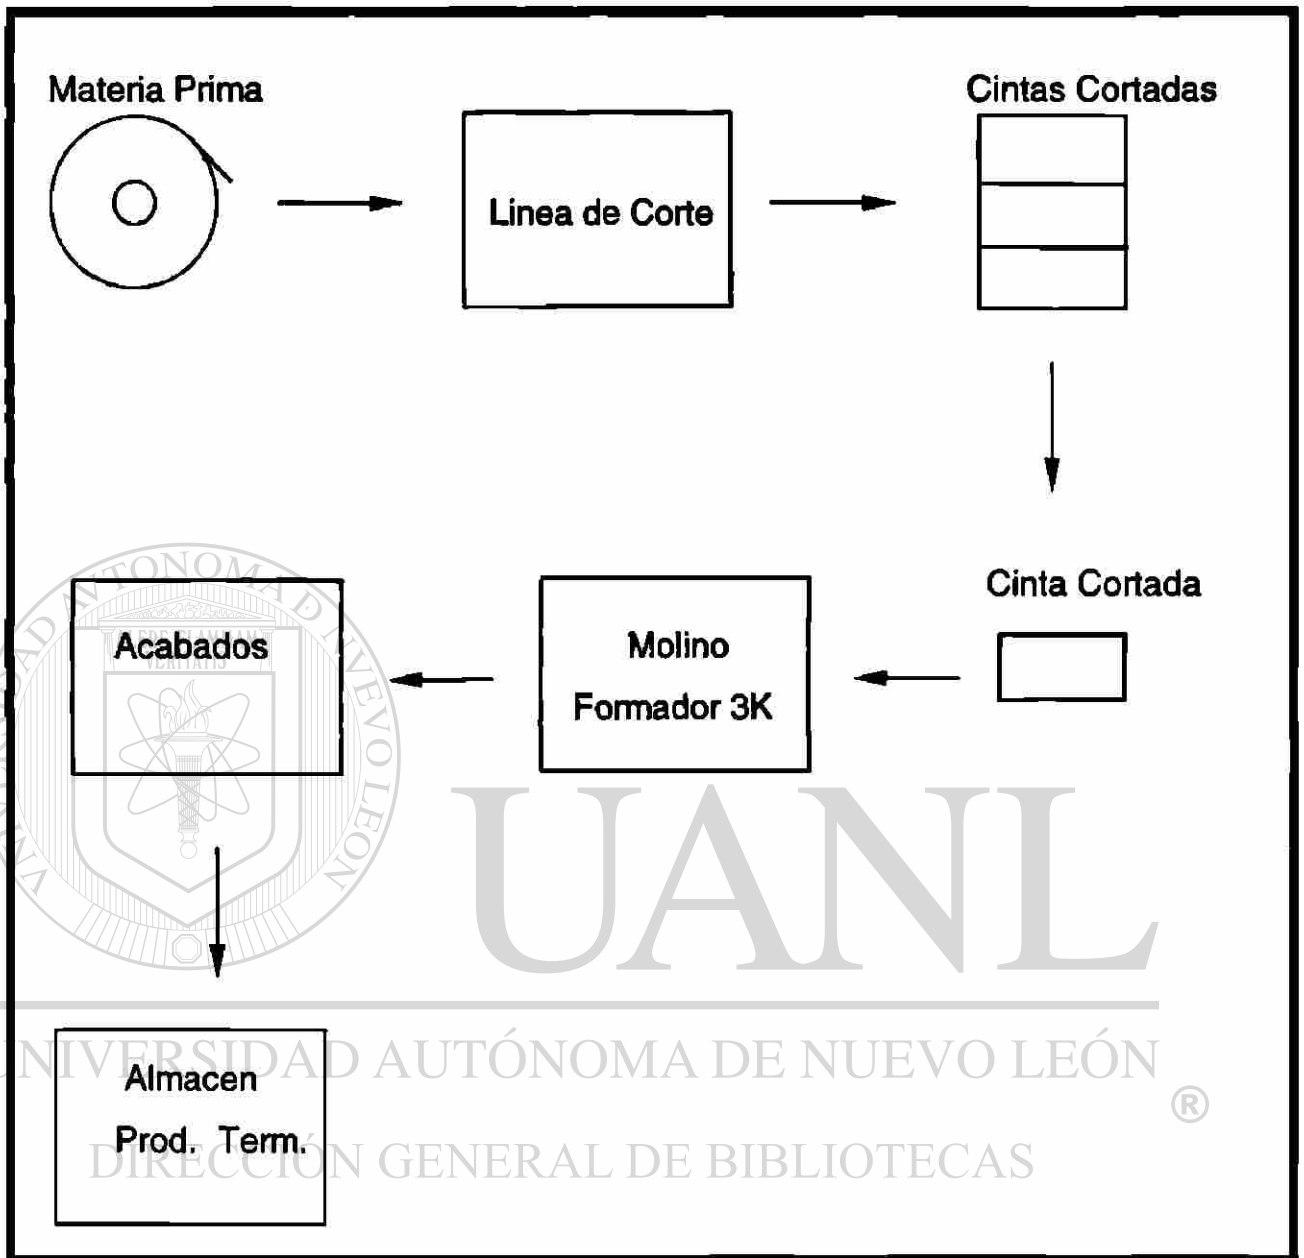 Materia Prima
Cintas Cortadas
Linea de Corte
Cinta Cortada
Molino
Formador 3K
Acabados
Almacen
Prod. Term.
UANL
UNIVERSIDAD AUTÓNOMA DE NUEVO LEÓN
®
DIRECCIÓN GENERAL DE BIBLIOTECAS